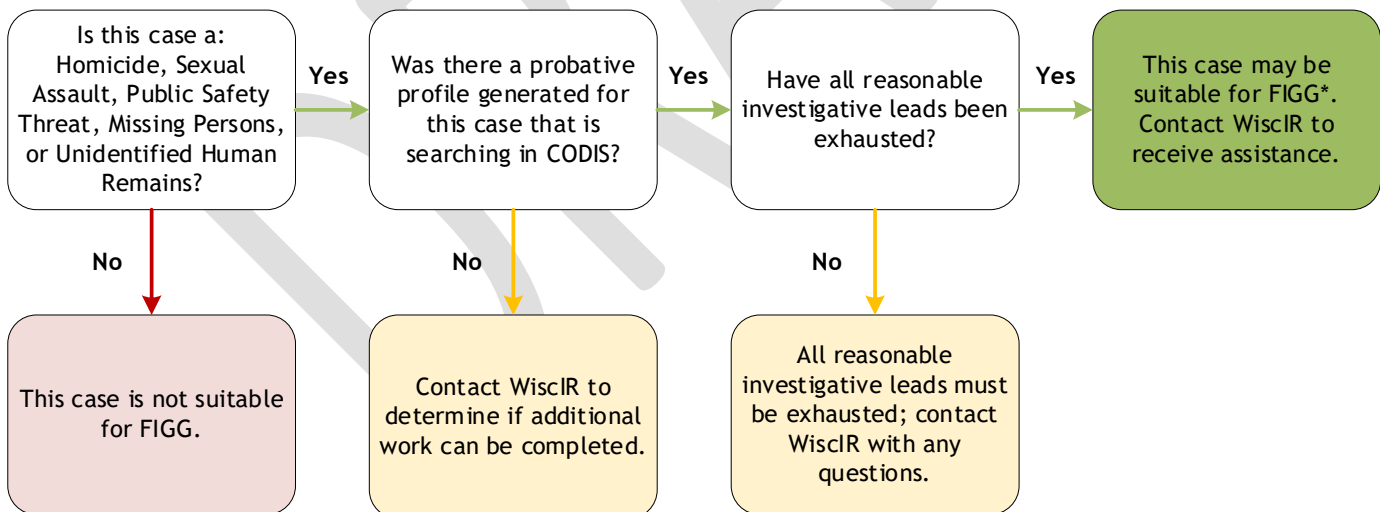 Is this case a:
Homicide, Sexual
Assault, Public Safety
Threat, Missing Persons,
or Unidentified Human
Remains?
Yes
Was there a probative
profile generated for
this case that is
searching in CODIS?
Yes
Have all reasonable
investigative leads been
exhausted?
Yes
This case may be
suitable for FIGG*.
Contact WiscIR to
receive assistance.
No
No
No
This case is not suitable
for FIGG.
Contact WiscIR to
determine if additional
work can be completed.
All reasonable
investigative leads must
be exhausted; contact
WiscIR with any
questions.